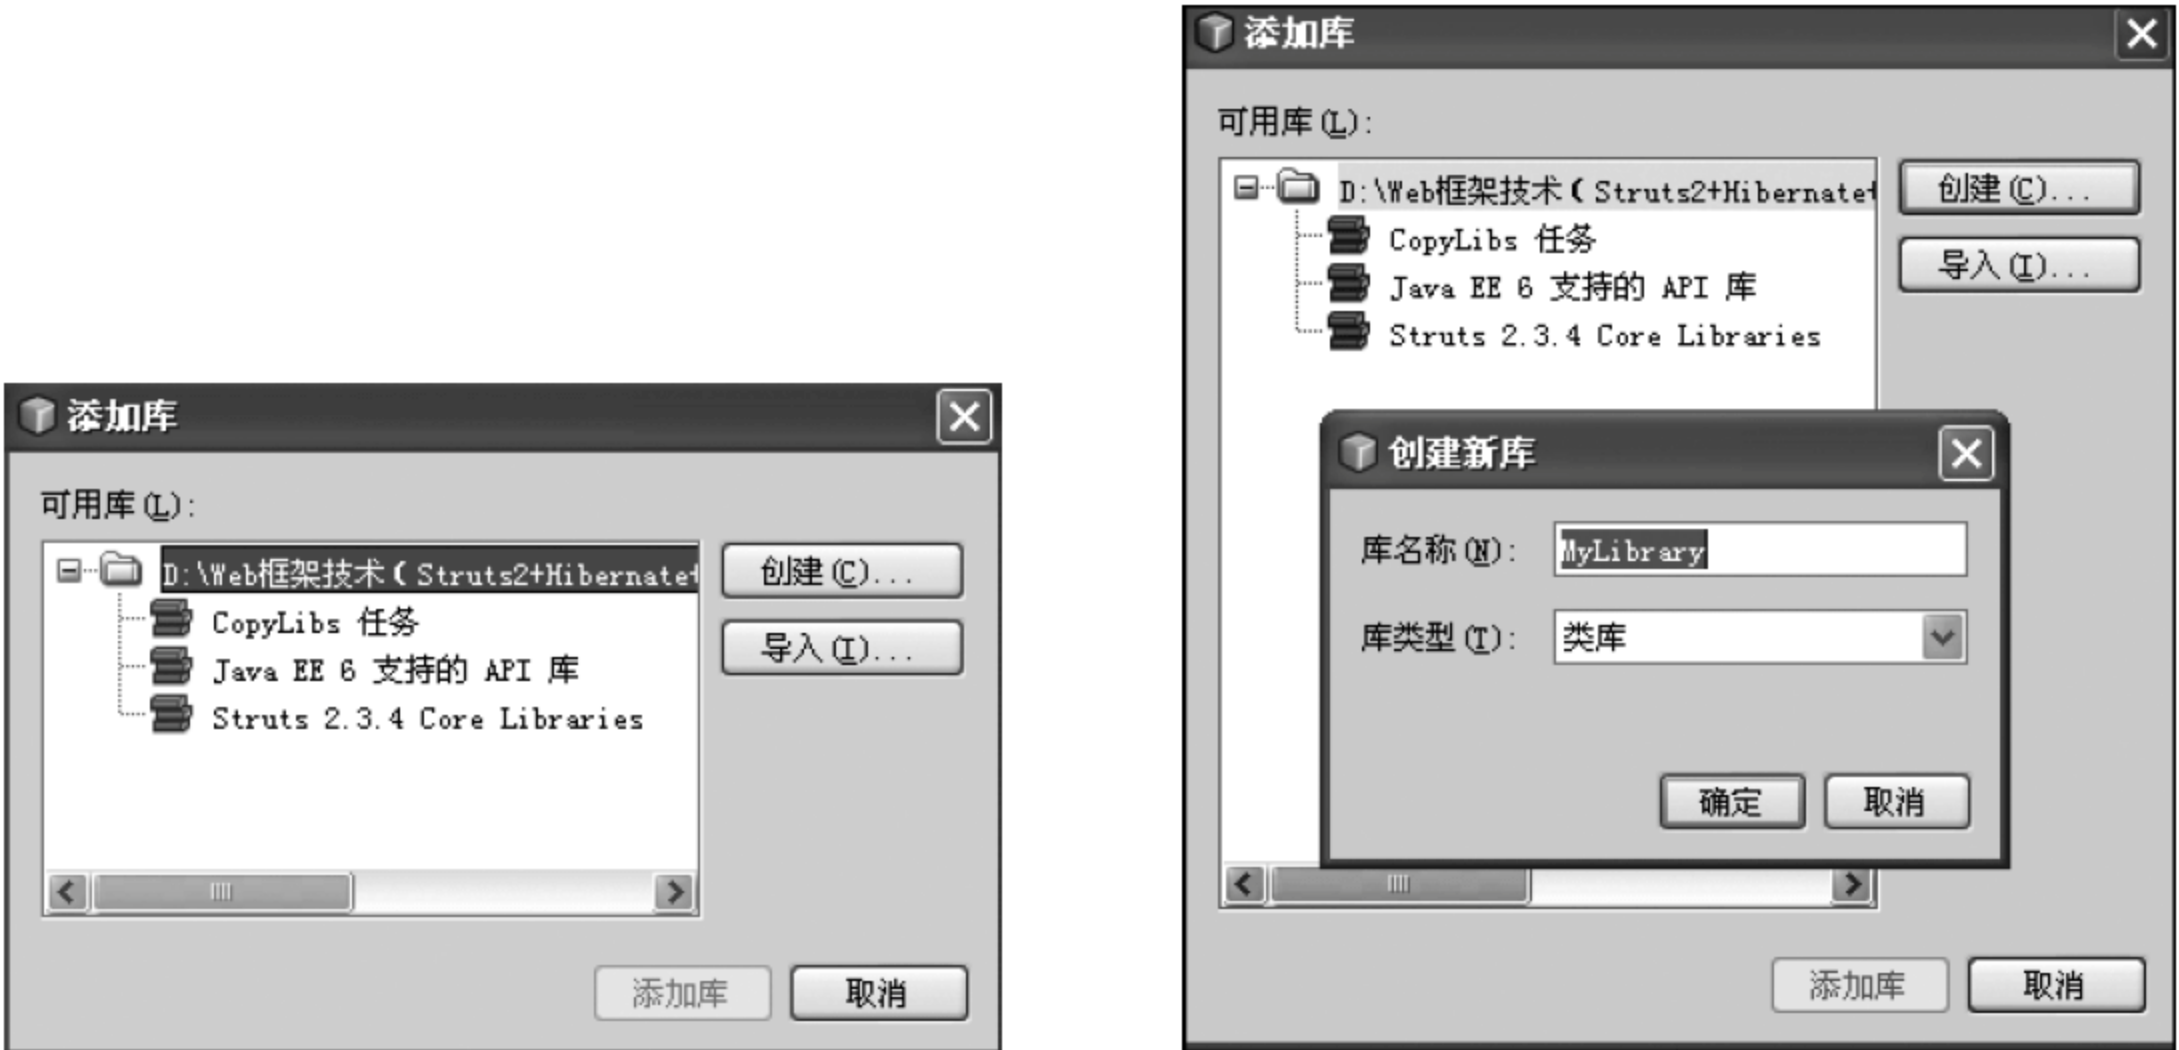 添加库
可用库(L):
D:\Web框架技术(Struts2+Hibernate+
创建(C)...
CopyLibs 任务
导入(I)...
Java EE 6 支持的 API 库
Struts 2.3.4 Core Libraries
添加库
取消
添加库
可用库(L):
D:\Web框架技术(Struts2+Hibernate+
创建(C)...
CopyLibs 任务
导入(I)...
Java EE 6 支持的 API 库
Struts 2.3.4 Core Libraries
创建新库
库名称(N):
MyLibrary
库类型(T):
类库
确定
取消
添加库
取消